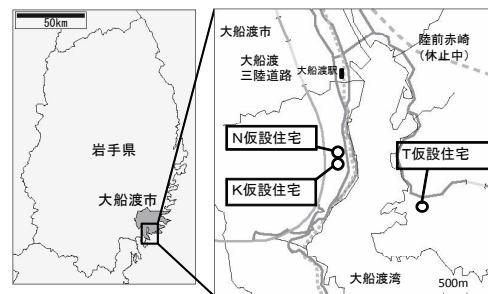 50km
岩手県
大船渡市
大船渡市
大船渡
三陸道路
大船渡駅
陸前赤崎
(休止中)
N仮設住宅
K仮設住宅
T仮設住宅
大船渡湾
500m